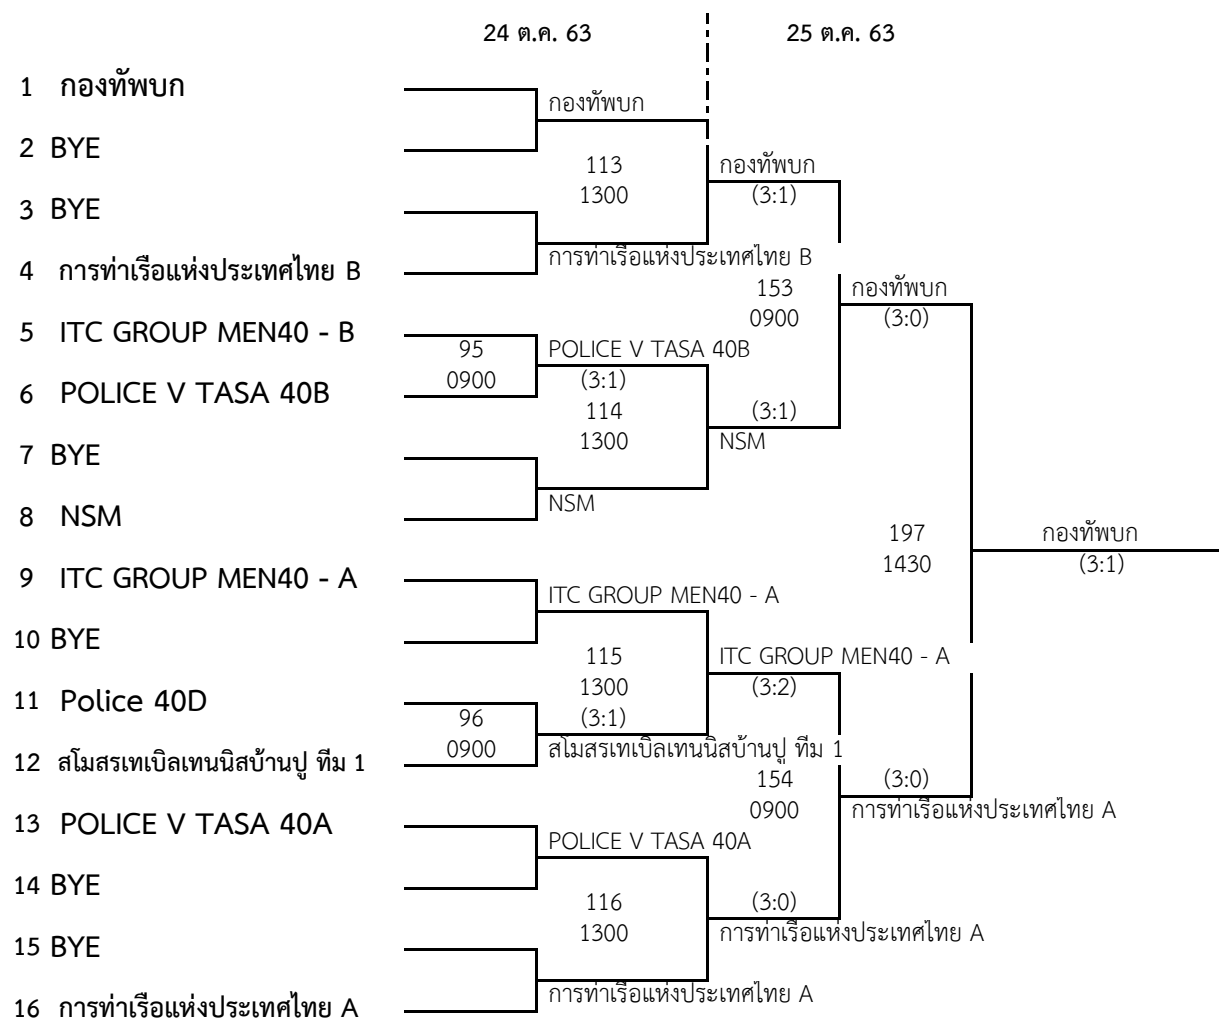 24 ต.ค. 63
25 ต.ค. 63
1 กองทัพบก
กองทัพบก
2 BYE
113
1300
กองทัพบก
(3:1)
3 BYE
การท่าเรือแห่งประเทศไทย B
4 การท่าเรือแห่งประเทศไทย B
153
0900
กองทัพบก
(3:0)
5 ITC GROUP MEN40 - B
95
0900
POLICE V TASA 40B
(3:1)
6 POLICE V TASA 40B
114
1300
(3:1)
NSM
7 BYE
NSM
8 NSM
197
1430
กองทัพบก
(3:1)
9 ITC GROUP MEN40 - A
ITC GROUP MEN40 - A
10 BYE
115
1300
ITC GROUP MEN40 - A
(3:2)
11 Police 40D
96
0900
(3:1)
สโมสรเทเบิลเทนนิสบ้านปู ทีม 1
12 สโมสรเทเบิลเทนนิสบ้านปู ทีม 1
154
0900
(3:0)
การท่าเรือแห่งประเทศไทย A
13 POLICE V TASA 40A
POLICE V TASA 40A
14 BYE
116
1300
(3:0)
การท่าเรือแห่งประเทศไทย A
15 BYE
การท่าเรือแห่งประเทศไทย A
16 การท่าเรือแห่งประเทศไทย A